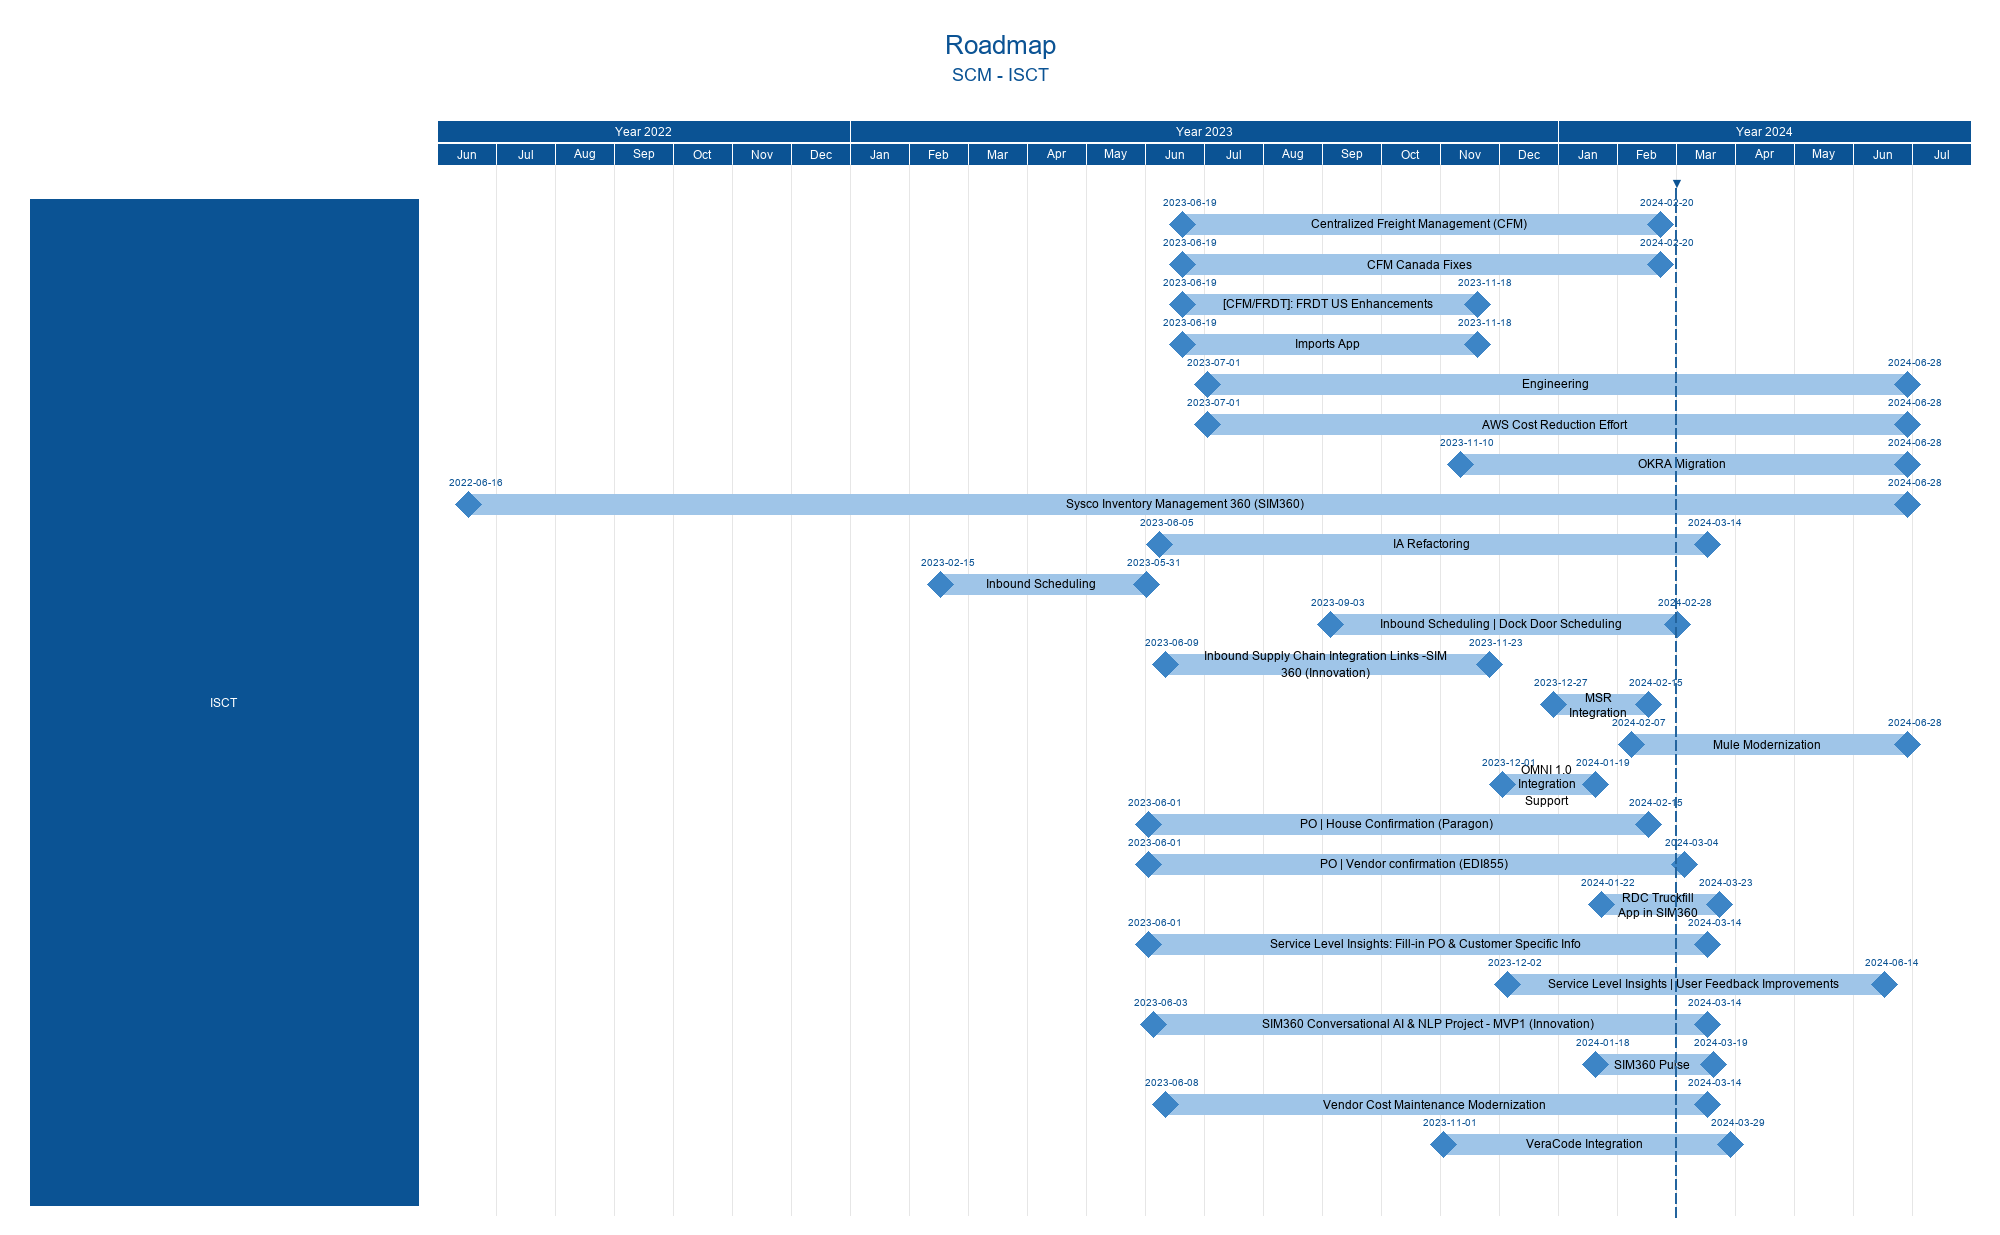 Roadmap
SCM - ISCT
Year 2022 Year 2023 Year 2024
Jun Jul Aug Sep Oct Nov Dec Jan Feb Mar Apr May Jun Jul Aug Sep Oct Nov Dec Jan Feb Mar Apr May Jun Jul
ISCT
2023-06-19 2024-02-20
Centralized Freight Management (CFM)
2023-06-19 2024-02-20
CFM Canada Fixes
2023-06-19 2023-11-18
[CFM/FRDT]: FRDT US Enhancements
2023-06-19 2023-11-18
Imports App
2023-07-01 2024-06-28
Engineering
2023-07-01 2024-06-28
AWS Cost Reduction Effort
2023-11-10 2024-06-28
OKRA Migration
2022-06-16 2024-06-28
Sysco Inventory Management 360 (SIM360)
2023-06-05 2024-03-14
IA Refactoring
2023-02-15 2023-05-31
Inbound Scheduling
2023-09-03 2024-02-28
Inbound Scheduling | Dock Door Scheduling
2023-06-09 2023-11-23
Inbound Supply Chain Integration Links -SIM
360 (Innovation)
2023-12-27 2024-02-15
MSR
Integration
2024-02-07 2024-06-28
Mule Modernization
2023-12-01 2024-01-19
OMNI 1.0
Integration
Support
2023-06-01 2024-02-15
PO | House Confirmation (Paragon)
2023-06-01 2024-03-04
PO | Vendor confirmation (EDI855)
2024-01-22 2024-03-23
RDC Truckfill
App in SIM360
2023-06-01 2024-03-14
Service Level Insights: Fill-in PO & Customer Specific Info
2023-12-02 2024-06-14
Service Level Insights | User Feedback Improvements
2023-06-03 2024-03-14
SIM360 Conversational AI & NLP Project - MVP1 (Innovation)
2024-01-18 2024-03-19
SIM360 Pulse
2023-06-08 2024-03-14
Vendor Cost Maintenance Modernization
2023-11-01 2024-03-29
VeraCode Integration